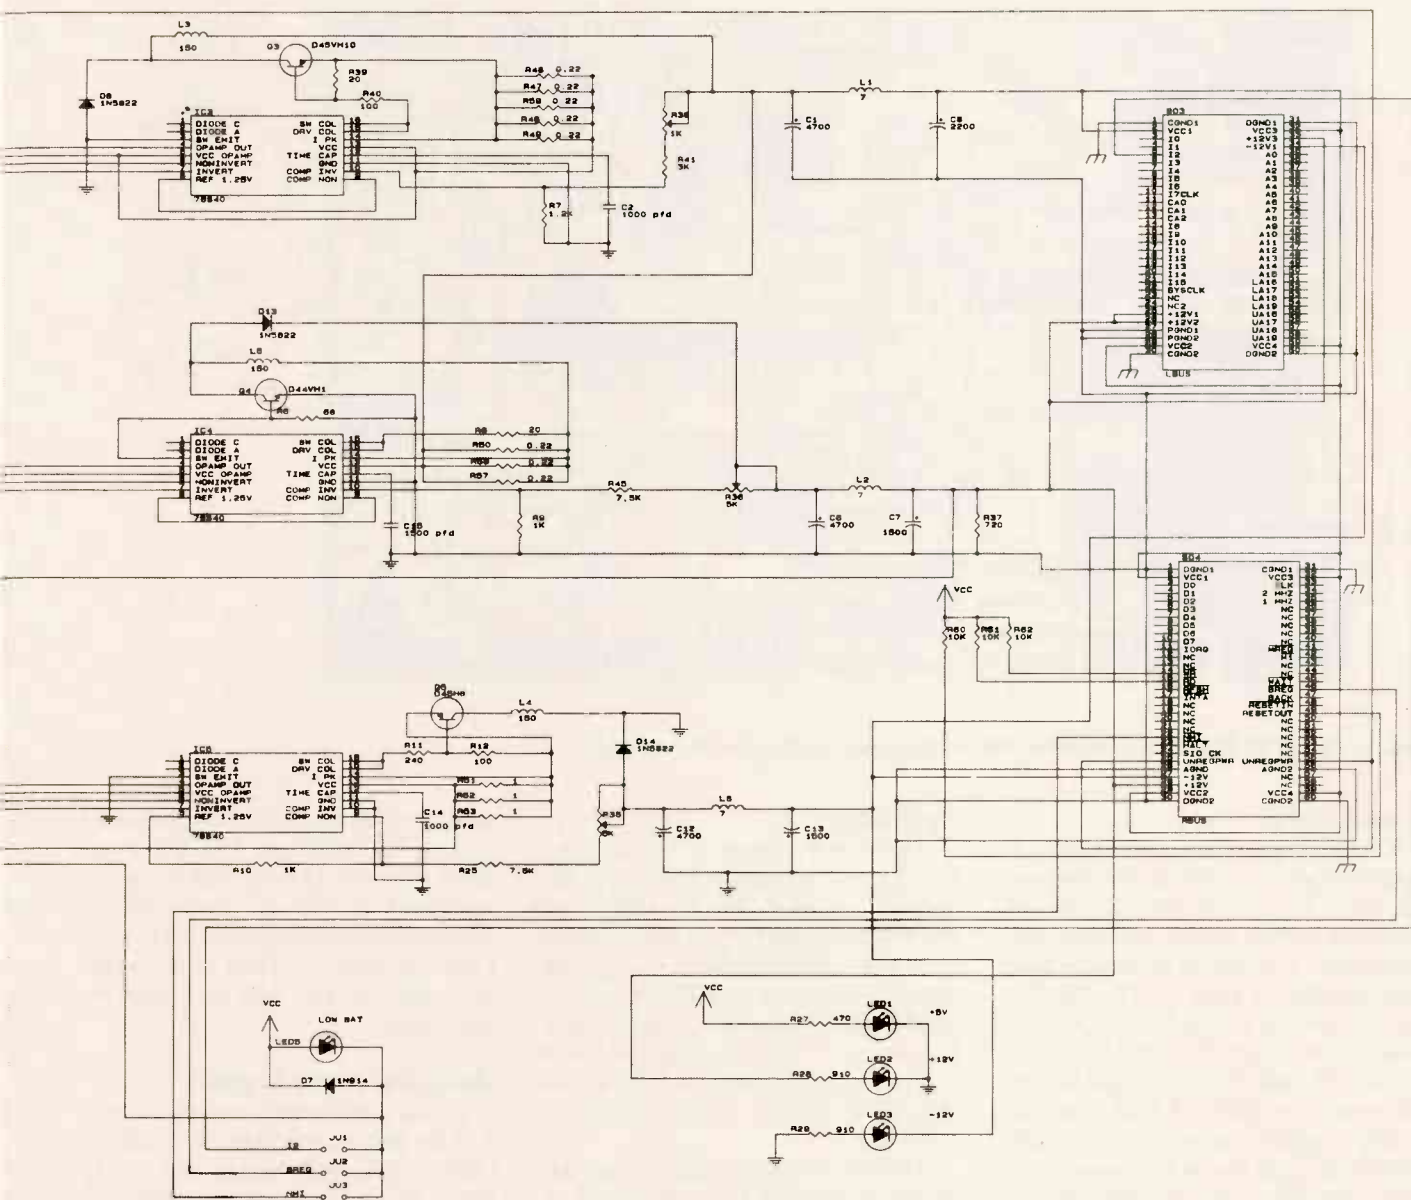 L3
150
Q3
D45VH10
D8
1N5822
R39
20
R40
100
R46 0.22
R47 0.22
R58 0.22
R48 0.22
R49 0.22
IC3
DIODE C
DIODE A
SW EMIT
OPAMP OUT
VCC OPAMP
NONINVERT
INVERT
REF 1.25V
SW COL
DRV COL
I PK
VCC
TIME CAP
GND
COMP INV
COMP NON
78S40
R7
1.2K
C2
1000 pfd
1K
R41
3K
L1
7
C1
4700
2200
CGND1
VCC1
I0
I1
I2
I3
I4
I5
I6
I7CLK
CA0
CA1
CA2
I8
I9
I10
I11
I12
I13
I14
I15
SYSCLK
NC
NC2
+12V1
+12V2
PGND1
PGND2
VCC2
CGND2
DGND1
VCC3
+12V3
-12V1
A0
A1
A2
A3
A4
A5
A6
A7
A8
A9
A10
A11
A12
A13
A14
A15
LA16
LA17
LA18
LA19
UA16
UA17
UA18
UA19
VCC4
DGND2
LBUS
D13
1N5822
150
Q4
D44VH1
IC4
DIODE C
DIODE A
SW EMIT
OPAMP OUT
VCC OPAMP
NONINVERT
INVERT
REF 1.25V
SW COL
DRV COL
I PK
VCC
TIME CAP
GND
COMP INV
COMP NON
78S40
20
R50 0.22
0.22
R57 0.22
R45
7.5K
R36
5K
R9
1K
C15
1500 pfd
L2
7
4700
C7
1500
R37
720
VCC
R60
10K
R61
10K
R62
10K
DGND1
VCC1
D0
D1
D2
D3
D4
D5
D6
D7
IORQ
NC
NC
INTA
NC
NC
NC
NC
HALT
SIO CK
UNREGPWR
AGND
-12V
+12V
VCC2
DGND2
CGND1
VCC3
2 MHZ
1 MHZ
NC
NC
NC
NC
NC
NC
NC
WAIT
BREQ
BACK
RESETIN
RESETOUT
NC
NC
NC
NC
NC
UNREGPWR
AGND2
NC
NC
VCC4
CGND2
RBUS
L4
150
D14
1N5822
IC5
DIODE C
DIODE A
SW EMIT
OPAMP OUT
VCC OPAMP
NONINVERT
INVERT
REF 1.25V
SW COL
DRV COL
I PK
VCC
TIME CAP
GND
COMP INV
COMP NON
78S40
R11
240
R12
100
R51 1
R52 1
R53 1
C14
1000 pfd
R10 1K
R25 7.5K
R35
5K
C12
4700
L5
7
C13
1500
VCC
LOW BAT
LED5
D7
1N914
I2
JU1
BREQ
JU2
NMI
JU3
VCC
R27 470
LED1
+5V
R28 910
LED2
+12V
R29 910
LED3
-12V